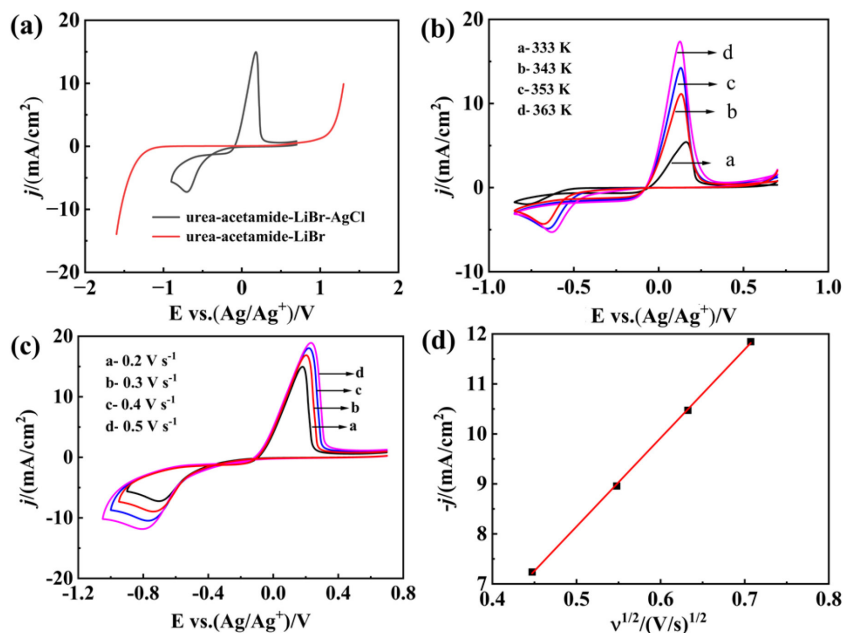 (a)
20
10
0
−10
−20
j/(mA/cm²)
urea-acetamide-LiBr-AgCl
urea-acetamide-LiBr
−2
−1
0
1
2
E vs.(Ag/Ag⁺)/V
(b)
20
10
0
-10
j/(mA/cm²)
a-333 K
b-343 K
c-353 K
d-363 K
d
c
b
a
-1.0
-0.5
0.0
0.5
1.0
E vs.(Ag/Ag⁺)/V
(c)
20
10
0
-10
-20
j/(mA/cm²)
a- 0.2 V s⁻¹
b- 0.3 V s⁻¹
c- 0.4 V s⁻¹
d- 0.5 V s⁻¹
d
c
b
a
-1.2
-0.8
-0.4
0.0
0.4
0.8
E vs.(Ag/Ag⁺)/V
(d)
12
11
10
9
8
7
-j/(mA/cm²)
0.4
0.5
0.6
0.7
0.8
ν¹/²/(V/s)¹/²